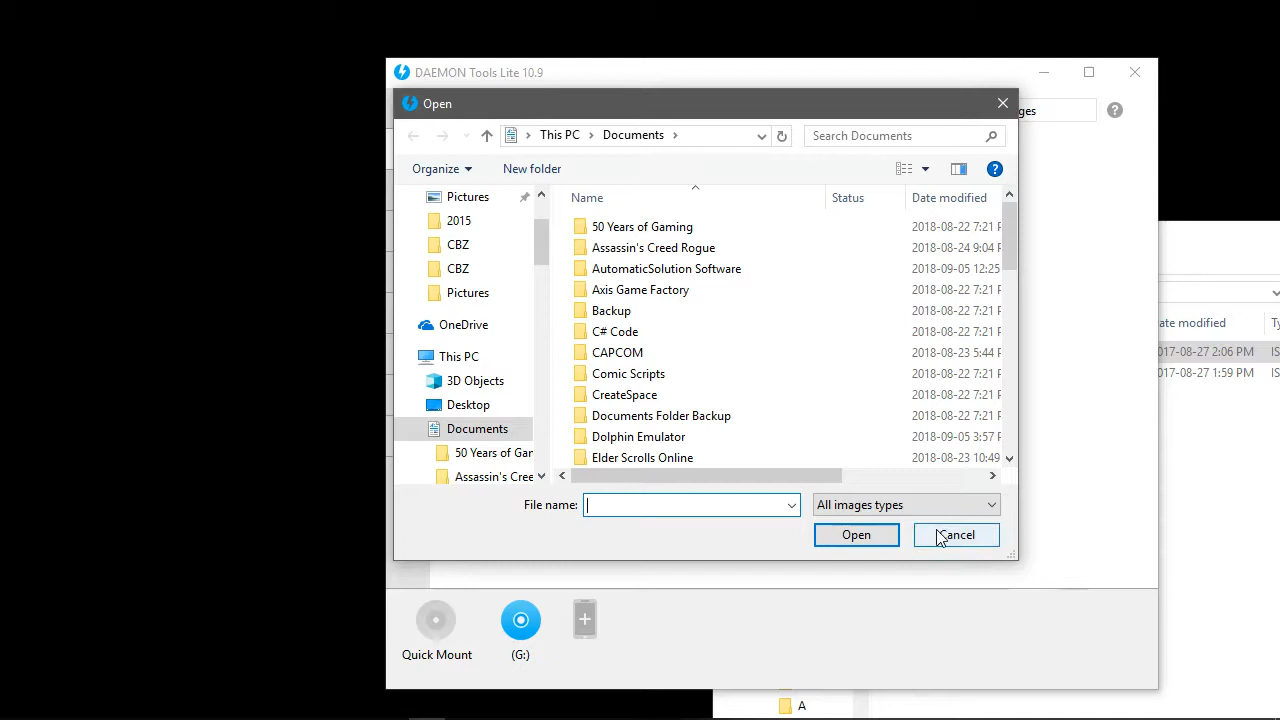 DAEMON Tools Lite 10.9
Open
ges
This PC
Documents
Search Documents
Organize
New folder
Pictures
2015
CBZ
CBZ
Pictures
OneDrive
This PC
3D Objects
Desktop
Documents
50 Years of Gar
Assassin's Cree
Name Status Date modified
50 Years of Gaming 2018-08-22 7:21 P
Assassin's Creed Rogue 2018-08-24 9:04 P
AutomaticSolution Software 2018-09-05 12:25
Axis Game Factory 2018-08-22 7:21 P
Backup 2018-08-22 7:21 P
C# Code 2018-08-22 7:21 P
CAPCOM 2018-08-23 5:44 P
Comic Scripts 2018-08-22 7:21 P
CreateSpace 2018-08-22 7:21 P
Documents Folder Backup 2018-08-22 7:21 P
Dolphin Emulator 2018-09-05 3:57 P
Elder Scrolls Online 2018-08-23 10:49
File name:
All images types
Open
Cancel
ate modified Ty
017-08-27 2:06 PM IS
017-08-27 1:59 PM IS
Quick Mount
(G:)
A